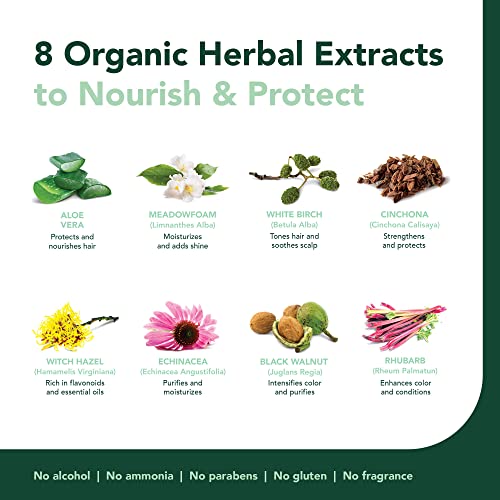 8 Organic Herbal Extracts
to Nourish & Protect
ALOE
VERA
Protects and
nourishes hair
MEADOWFOAM
(Limnanthes Alba)
Moisturizes
and adds shine
WHITE BIRCH
(Betula Alba)
Tones hair and
soothes scalp
CINCHONA
(Cinchona Calisaya)
Strengthens
and protects
WITCH HAZEL
(Hamamelis Virginiana)
Rich in flavonoids
and essential oils
ECHINACEA
(Echinacea Angustifolia)
Purifies and
moisturizes
BLACK WALNUT
(Juglans Regia)
Intensifies color
and purifies
RHUBARB
(Rheum Palmatun)
Enhances color
and conditions
No alcohol | No ammonia | No parabens | No gluten | No fragrance